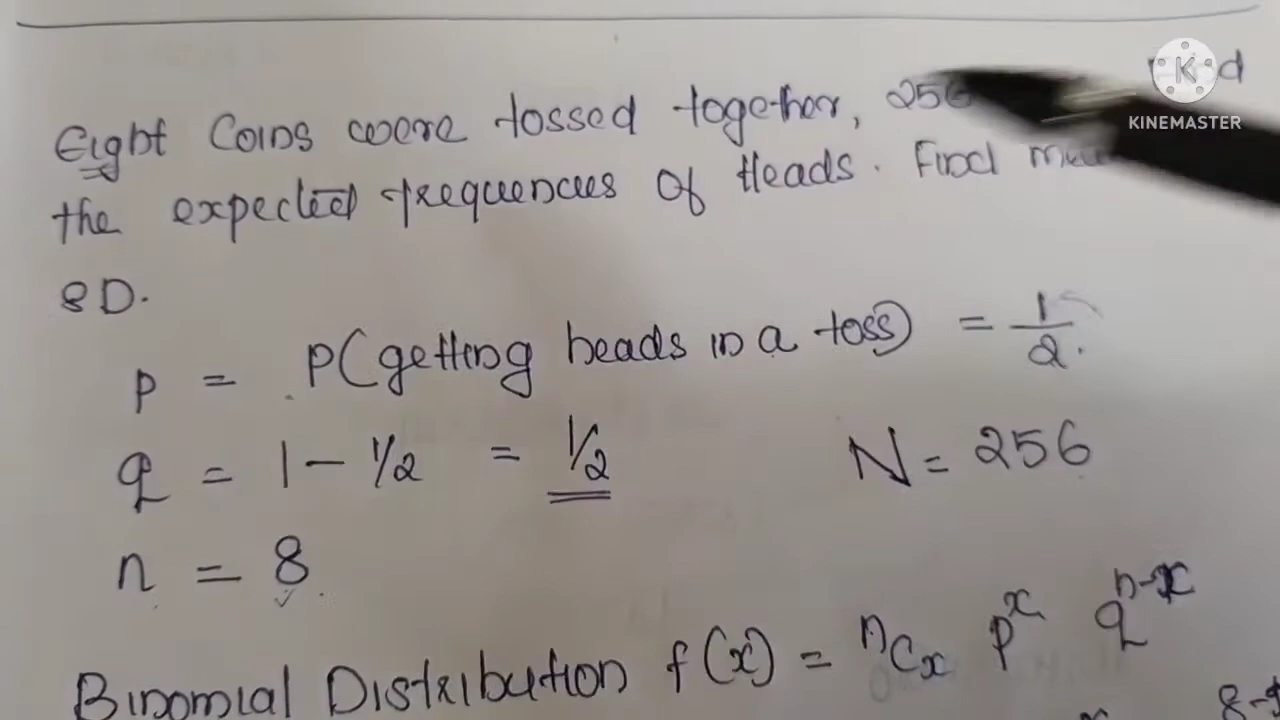 Eight Coins were tossed together, 256
the expected frequencies of Heads. Find
SD.
p = P(getting heads in a toss) = 1/2.
q = 1 - 1/2 = 1/2
N = 256
n = 8
Binomial Distribution f(x) = nCx p^x q^n-x
K
KINEMASTER